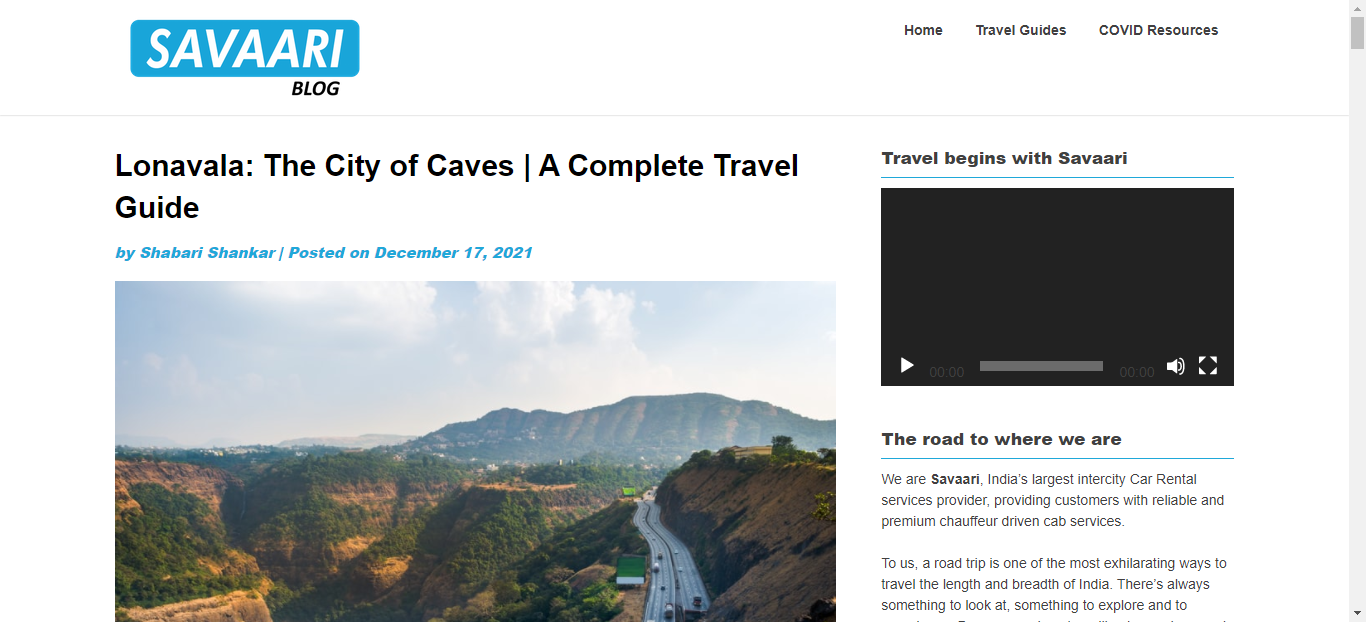 SAVAARI
BLOG
Home
Travel Guides
COVID Resources
Lonavala: The City of Caves | A Complete Travel
Guide
by Shabari Shankar | Posted on December 17, 2021
Travel begins with Savaari
00:00
00:00
The road to where we are
We are Savaari, India’s largest intercity Car Rental
services provider, providing customers with reliable and
premium chauffeur driven cab services.
To us, a road trip is one of the most exhilarating ways to
travel the length and breadth of India. There’s always
something to look at, something to explore and to